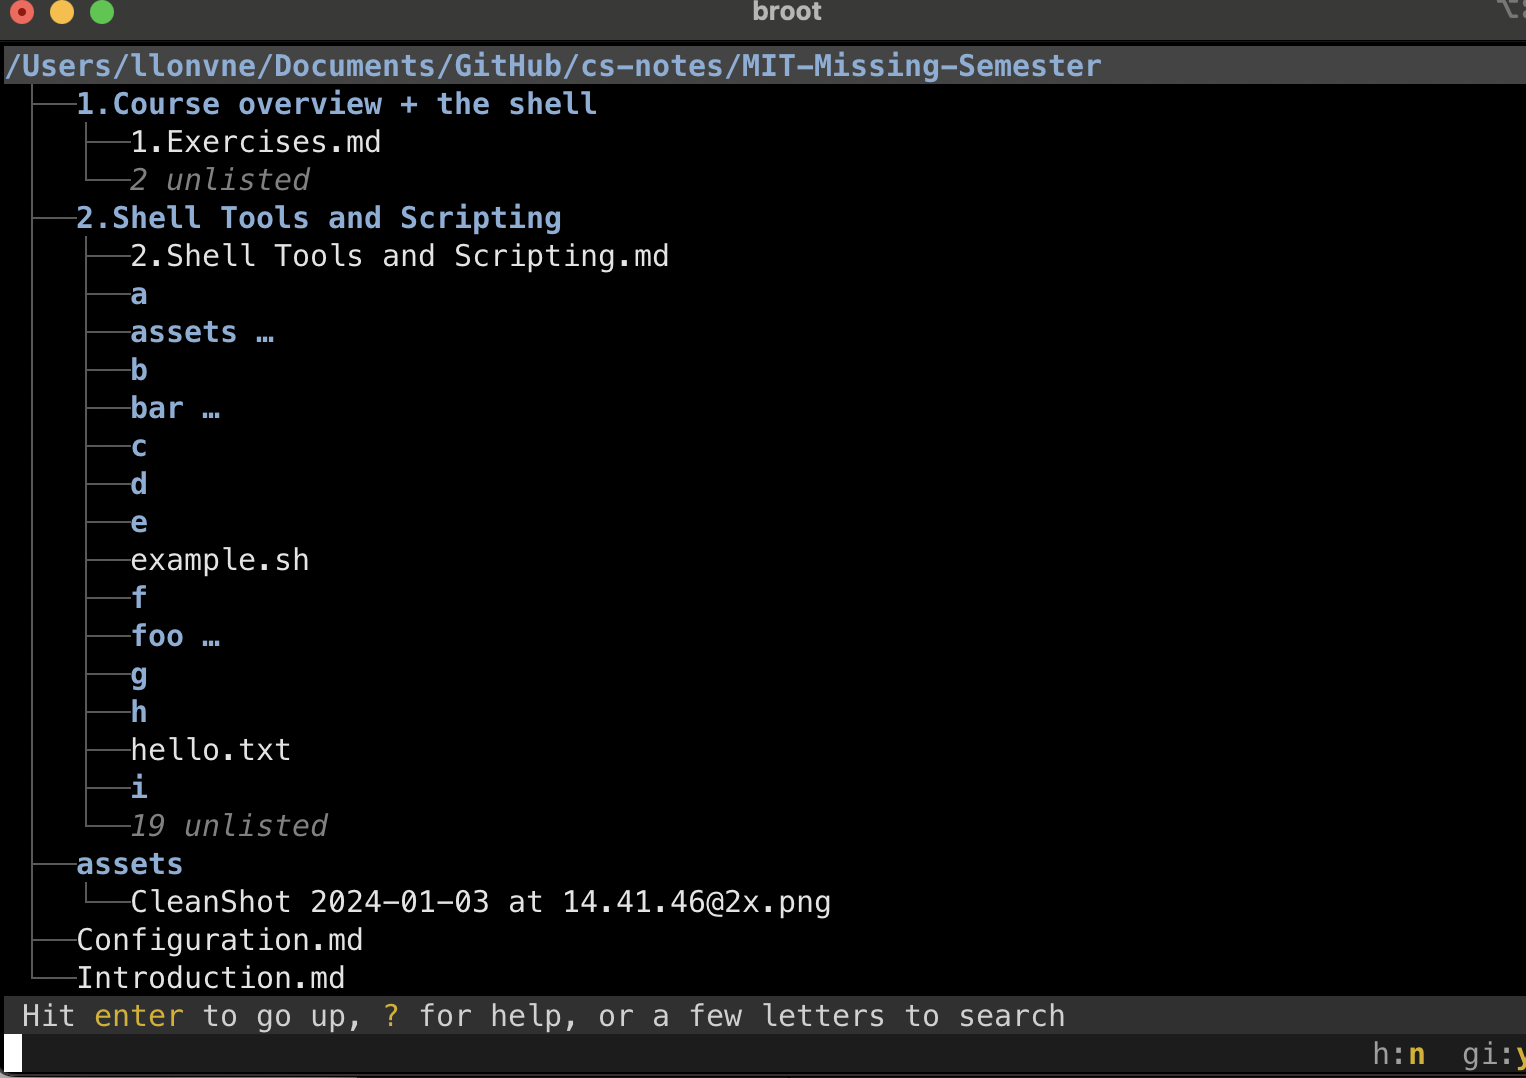 broot
/Users/llonvne/Documents/GitHub/cs-notes/MIT-Missing-Semester
1.Course overview + the shell
1.Exercises.md
2 unlisted
2.Shell Tools and Scripting
2.Shell Tools and Scripting.md
a
assets …
b
bar …
c
d
e
example.sh
f
foo …
g
h
hello.txt
i
19 unlisted
assets
CleanShot 2024-01-03 at 14.41.46@2x.png
Configuration.md
Introduction.md
Hit enter to go up, ? for help, or a few letters to search
h:n gi:y